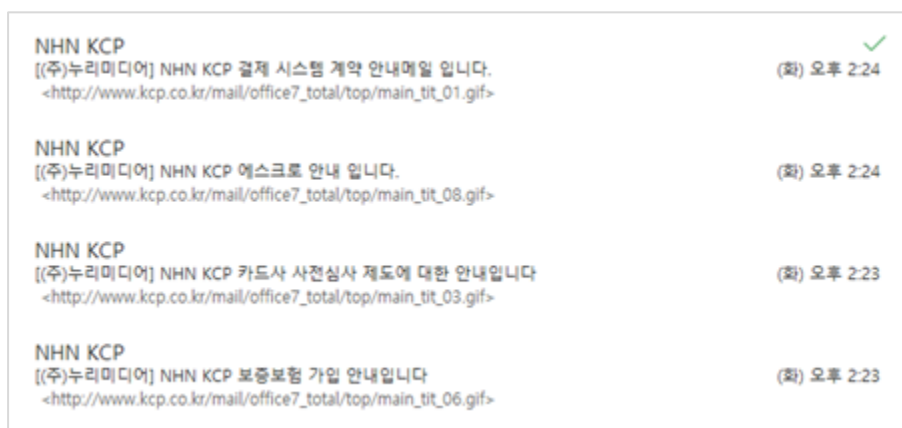 NHN KCP
[(주)누리미디어] NHN KCP 결제 시스템 계약 안내메일 입니다. (화) 오후 2:24
<http://www.kcp.co.kr/mail/office7_total/top/main_tit_01.gif>
NHN KCP
[(주)누리미디어] NHN KCP 에스크로 안내 입니다. (화) 오후 2:24
<http://www.kcp.co.kr/mail/office7_total/top/main_tit_08.gif>
NHN KCP
[(주)누리미디어] NHN KCP 카드사 사전심사 제도에 대한 안내입니다 (화) 오후 2:23
<http://www.kcp.co.kr/mail/office7_total/top/main_tit_03.gif>
NHN KCP
[(주)누리미디어] NHN KCP 보증보험 가입 안내입니다 (화) 오후 2:23
<http://www.kcp.co.kr/mail/office7_total/top/main_tit_06.gif>